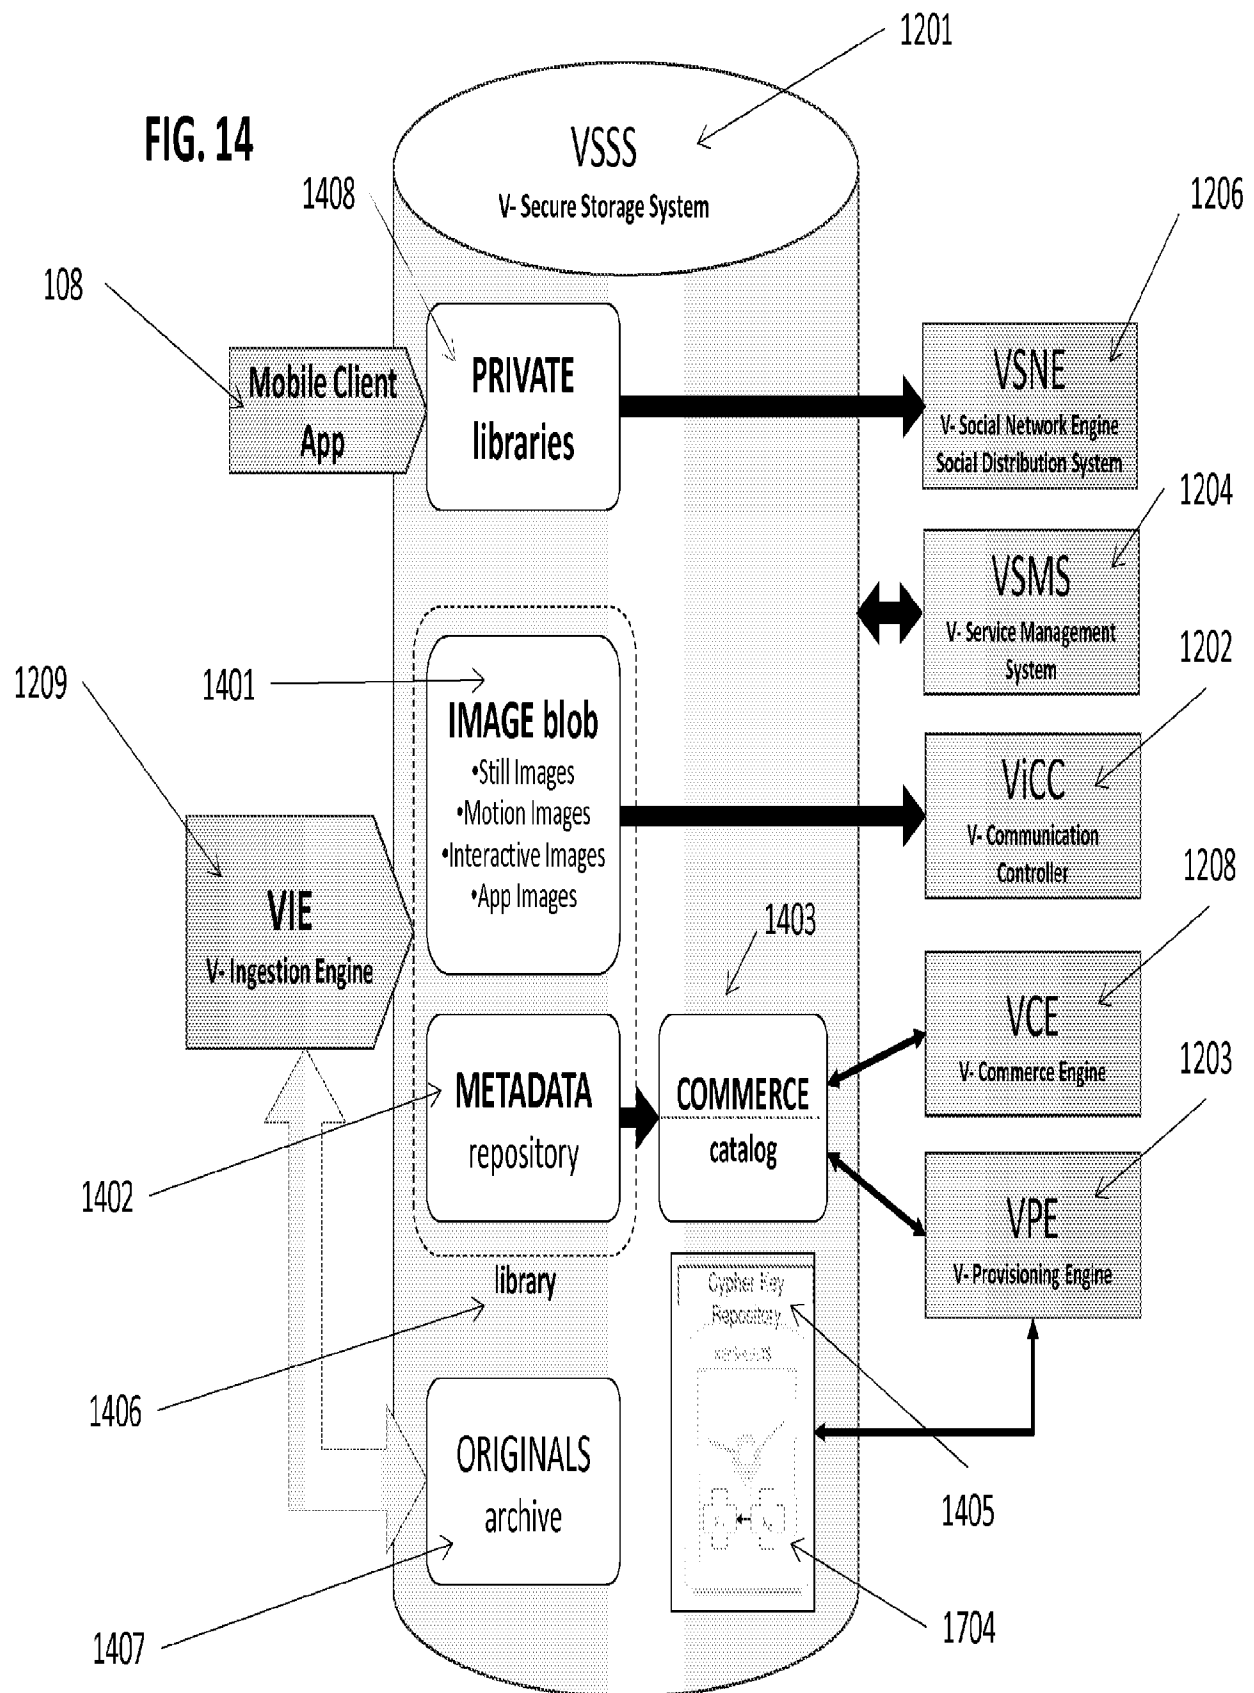 1201
FIG. 14
VSSS
V- Secure Storage System
1408
1206
108
Mobile Client
App
PRIVATE
libraries
VSNE
V- Social Network Engine
Social Distribution System
1204
VSMS
V- Service Management
System
1202
1209
1401
IMAGE blob
•Still Images
•Motion Images
•Interactive Images
•App Images
ViCC
V- Communication
Controller
1208
VIE
V- Ingestion Engine
1403
VCE
V- Commerce Engine
1203
METADATA
repository
COMMERCE
catalog
1402
VPE
V- Provisioning Engine
library
Cypher Key
Repository
1406
ORIGINALS
archive
1405
1407
1704